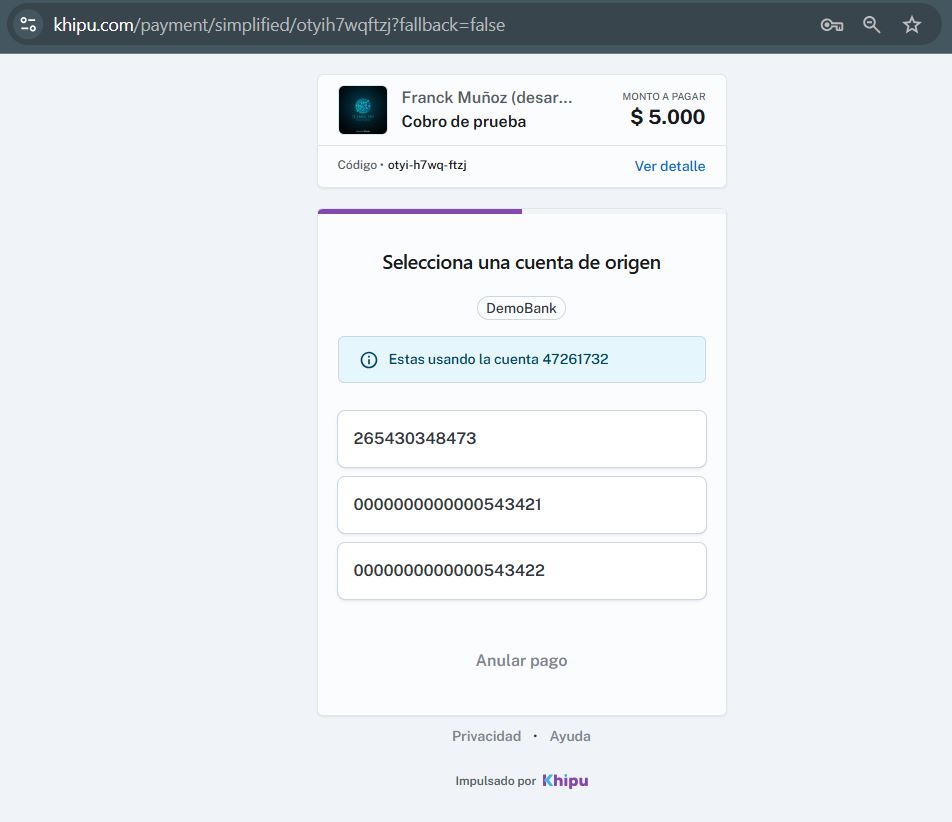 khipu.com/payment/simplified/otyih7wqftzj?fallback=false
Franck Muñoz (desar...
Cobro de prueba
MONTO A PAGAR
$ 5.000
Código • otyi-h7wq-ftzj
Ver detalle
Selecciona una cuenta de origen
DemoBank
Estas usando la cuenta 47261732
265430348473
0000000000000543421
0000000000000543422
Anular pago
Privacidad • Ayuda
Impulsado por Khipu